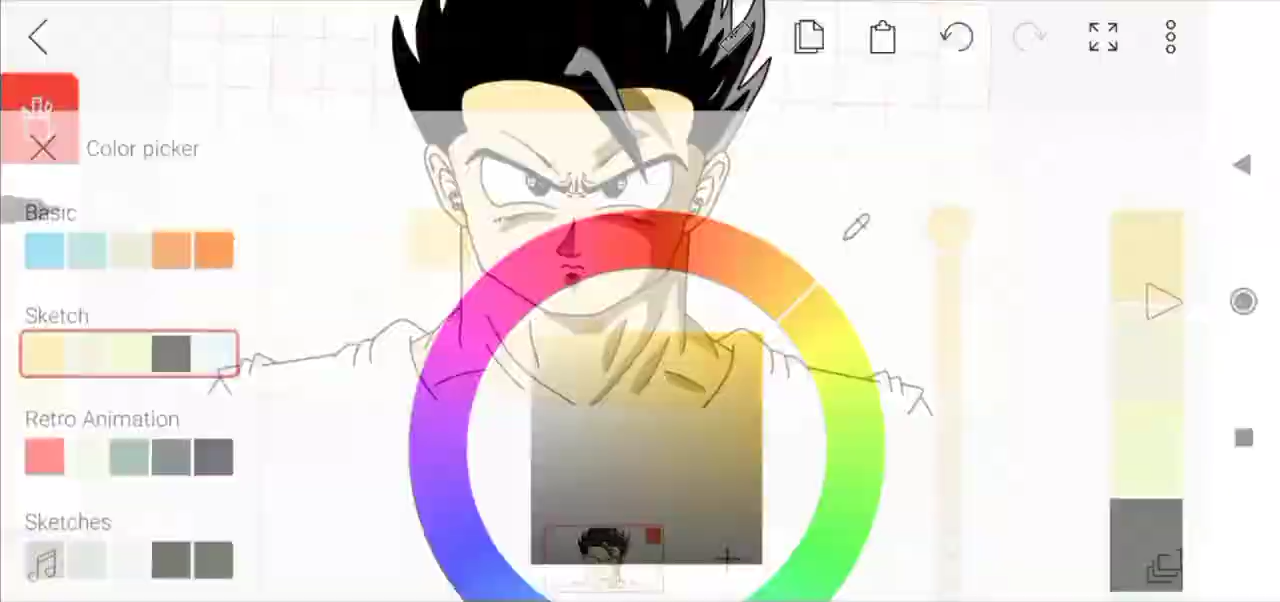 Color picker
Basic
Sketch
Retro Animation
Sketches